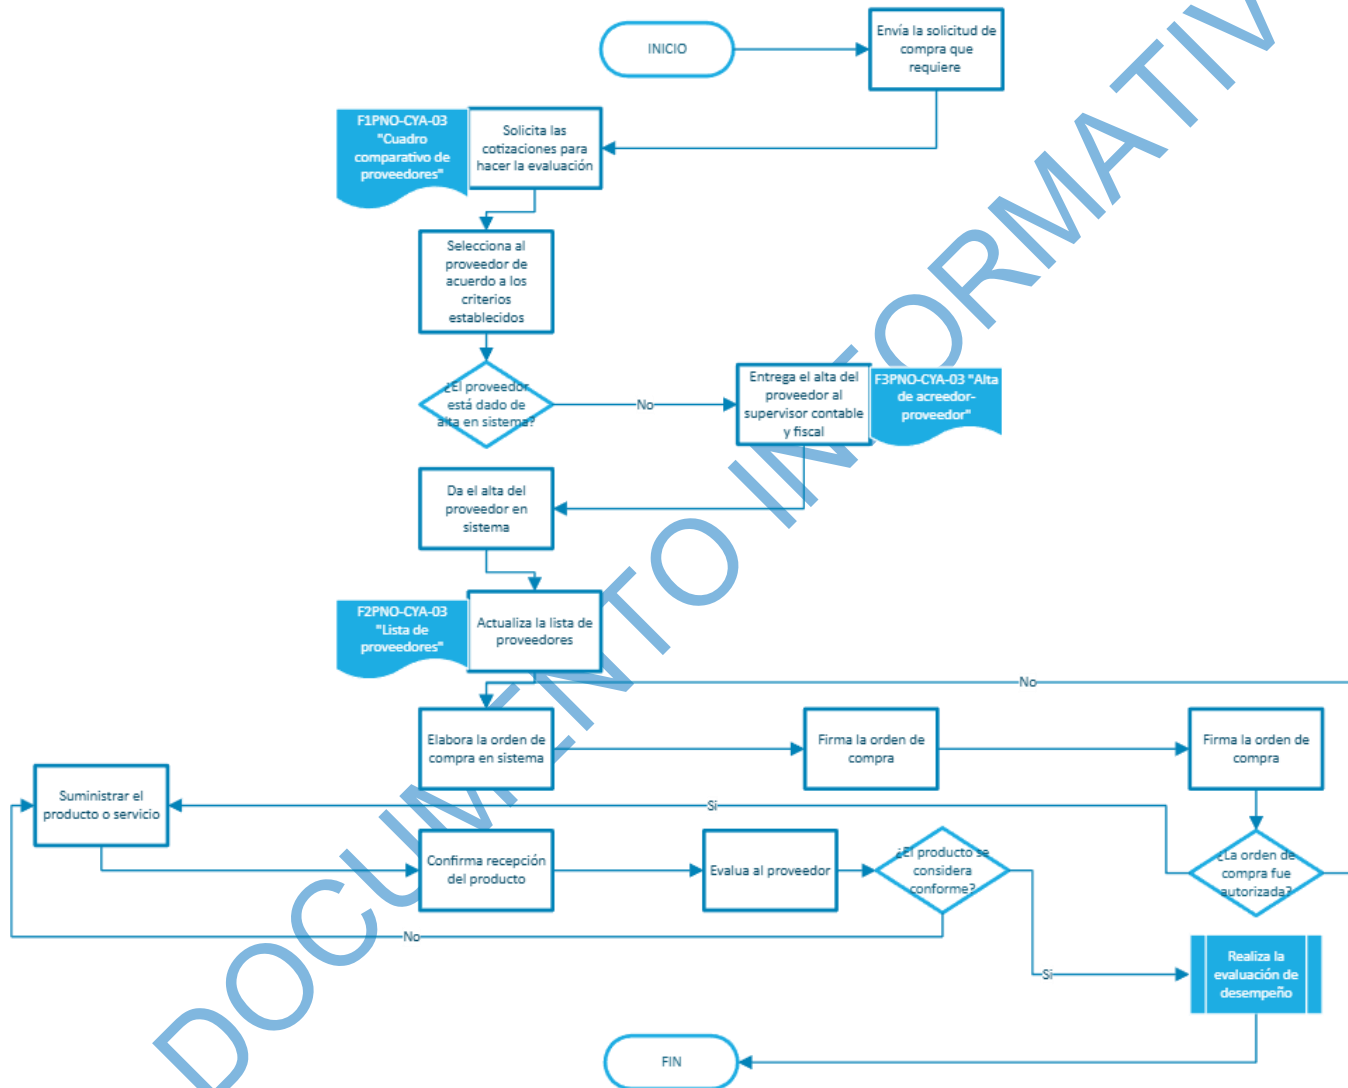 INICIO
Envía la solicitud de
compra que
requiere
F1PNO-CYA-03
"Cuadro
comparativo de
proveedores"
Solicita las
cotizaciones para
hacer la evaluación
Selecciona al
proveedor de
acuerdo a los
criterios
establecidos
¿El proveedor
está dado de
alta en sistema?
No
Entrega el alta del
proveedor al
supervisor contable
y fiscal
F3PNO-CYA-03 "Alta
de acreedor-
proveedor"
Da el alta del
proveedor en
sistema
F2PNO-CYA-03
"Lista de
proveedores"
Actualiza la lista de
proveedores
No
Elabora la orden de
compra en sistema
Firma la orden de
compra
Firma la orden de
compra
Suministrar el
producto o servicio
Si
Confirma recepción
del producto
Evalua al proveedor
¿El producto se
considera
conforme?
¿La orden de
compra fue
autorizada?
No
Si
Realiza la
evaluación de
desempeño
FIN
DOCUMENTO INFORMATIV